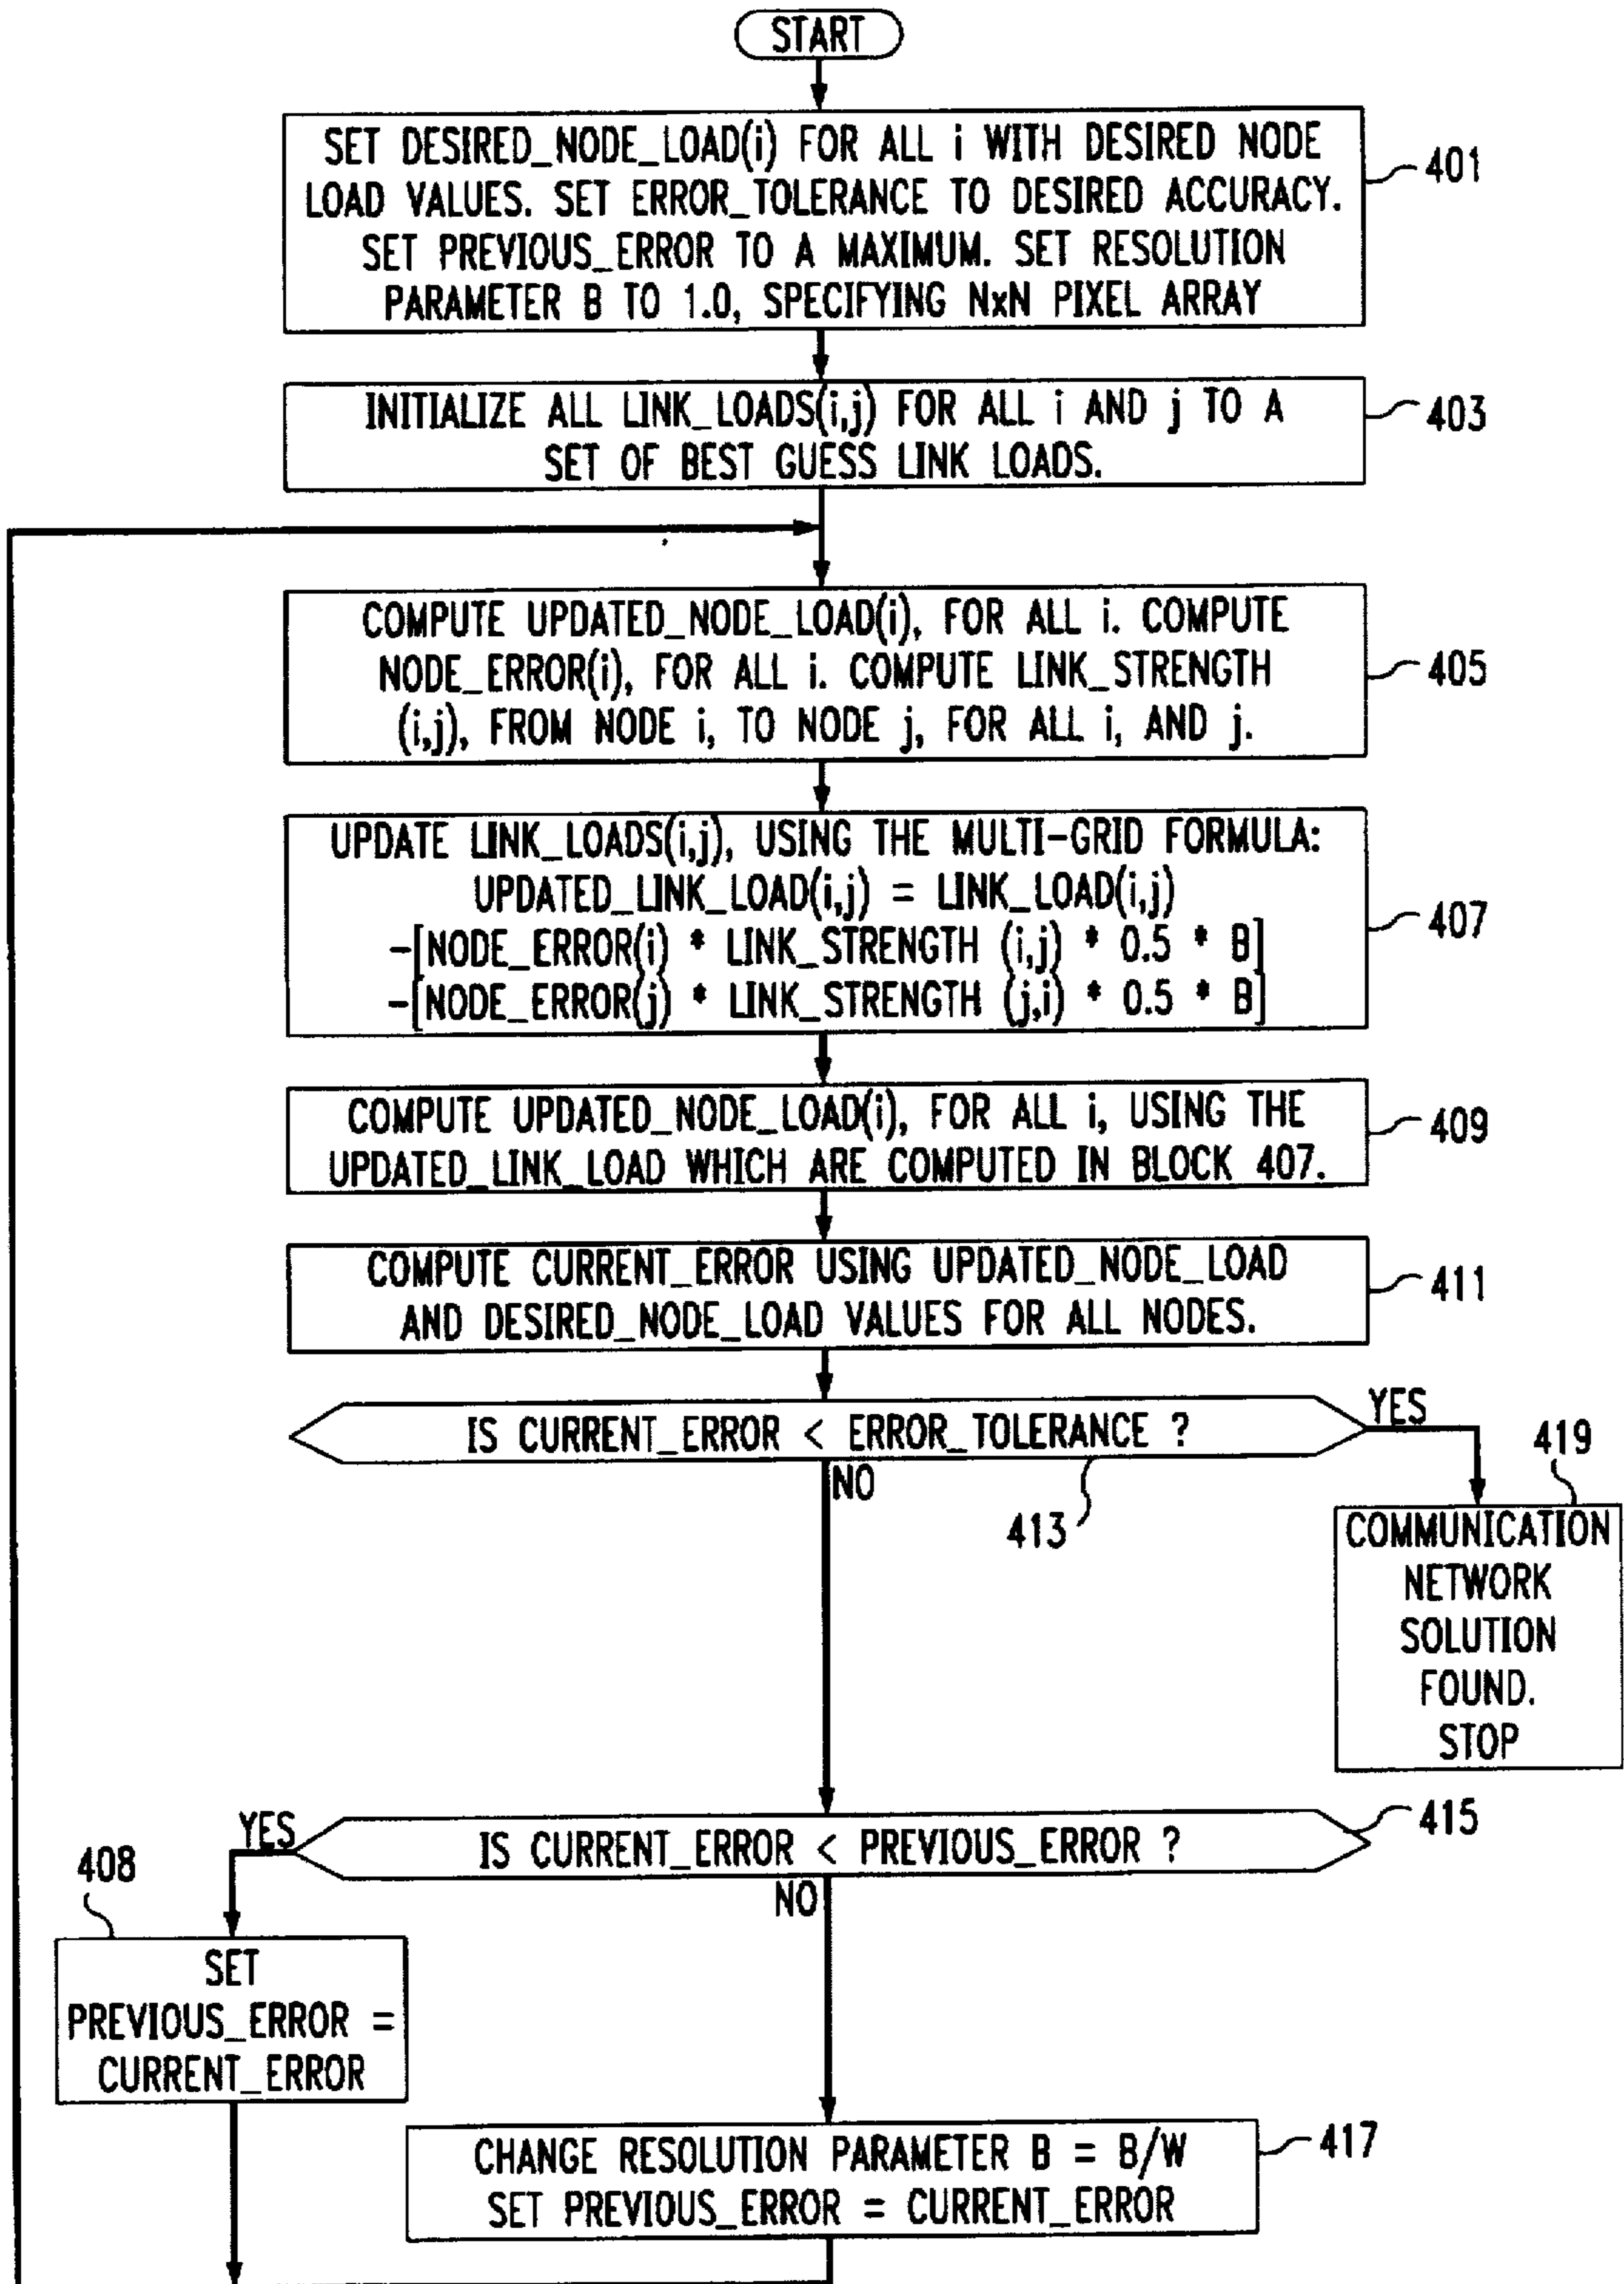 START
SET DESIRED_NODE_LOAD(i) FOR ALL i WITH DESIRED NODE
LOAD VALUES. SET ERROR_TOLERANCE TO DESIRED ACCURACY.
SET PREVIOUS_ERROR TO A MAXIMUM. SET RESOLUTION
PARAMETER B TO 1.0, SPECIFYING NxN PIXEL ARRAY
401
INITIALIZE ALL LINK_LOADS(i,j) FOR ALL i AND j TO A
SET OF BEST GUESS LINK LOADS.
403
COMPUTE UPDATED_NODE_LOAD(i), FOR ALL i. COMPUTE
NODE_ERROR(i), FOR ALL i. COMPUTE LINK_STRENGTH
(i,j), FROM NODE i, TO NODE j, FOR ALL i, AND j.
405
UPDATE LINK_LOADS(i,j), USING THE MULTI-GRID FORMULA:
UPDATED_LINK_LOAD(i,j) = LINK_LOAD(i,j)
-[NODE_ERROR(i) * LINK_STRENGTH (i,j) * 0.5 * B]
-[NODE_ERROR(j) * LINK_STRENGTH (j,i) * 0.5 * B]
407
COMPUTE UPDATED_NODE_LOAD(i), FOR ALL i, USING THE
UPDATED_LINK_LOAD WHICH ARE COMPUTED IN BLOCK 407.
409
COMPUTE CURRENT_ERROR USING UPDATED_NODE_LOAD
AND DESIRED_NODE_LOAD VALUES FOR ALL NODES.
411
IS CURRENT_ERROR < ERROR_TOLERANCE ?
YES
NO
413
419
COMMUNICATION
NETWORK
SOLUTION
FOUND.
STOP
IS CURRENT_ERROR < PREVIOUS_ERROR ?
415
YES
NO
408
SET
PREVIOUS_ERROR =
CURRENT_ERROR
CHANGE RESOLUTION PARAMETER B = B/W
SET PREVIOUS_ERROR = CURRENT_ERROR
417